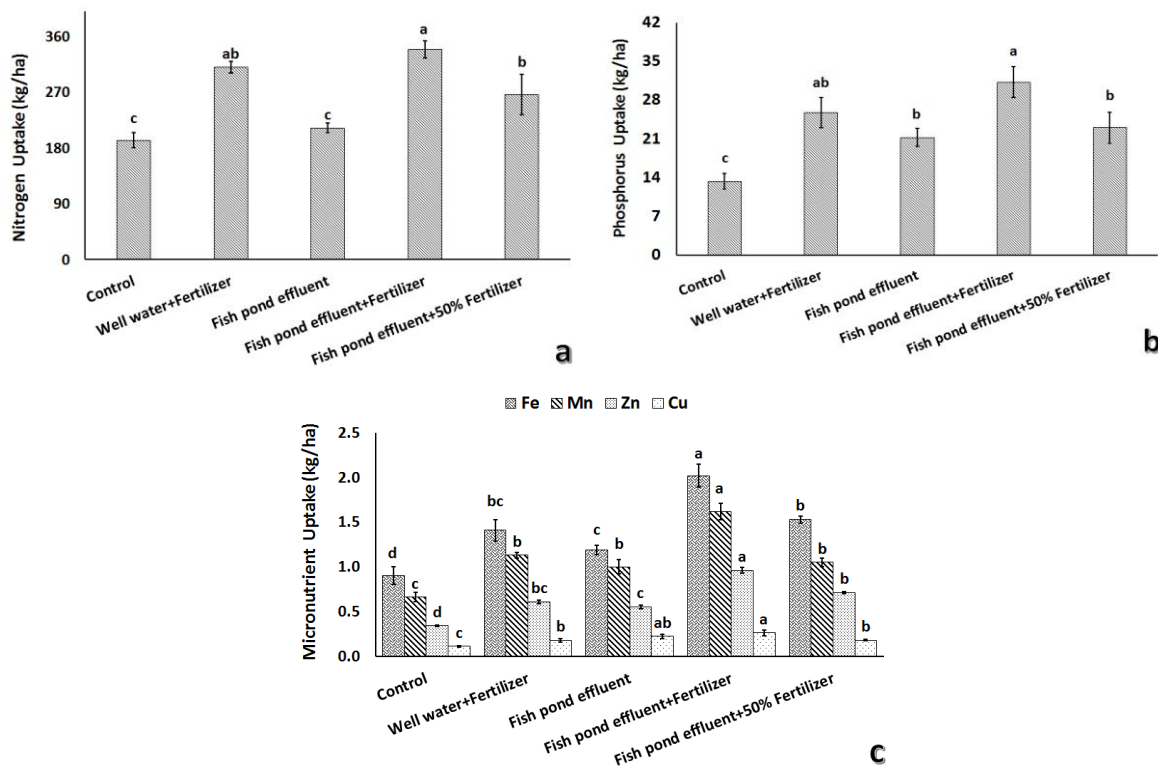 Nitrogen Uptake (kg/ha)
360
270
180
90
0
c
ab
c
a
b
Control
Well water+Fertilizer
Fish pond effluent
Fish pond effluent+Fertilizer
Fish pond effluent+50% Fertilizer
a
Phosphorus Uptake (kg/ha)
42
35
28
21
14
7
0
c
ab
b
a
b
Control
Well water+Fertilizer
Fish pond effluent
Fish pond effluent+Fertilizer
Fish pond effluent+50% Fertilizer
b
Fe Mn Zn Cu
Micronutrient Uptake (kg/ha)
2.5
2.0
1.5
1.0
0.5
0.0
d
c
d
c
bc
b
bc
b
c
b
c
ab
a
a
a
a
b
b
b
b
Control
Well water+Fertilizer
Fish pond effluent
Fish pond effluent+Fertilizer
Fish pond effluent+50% Fertilizer
c